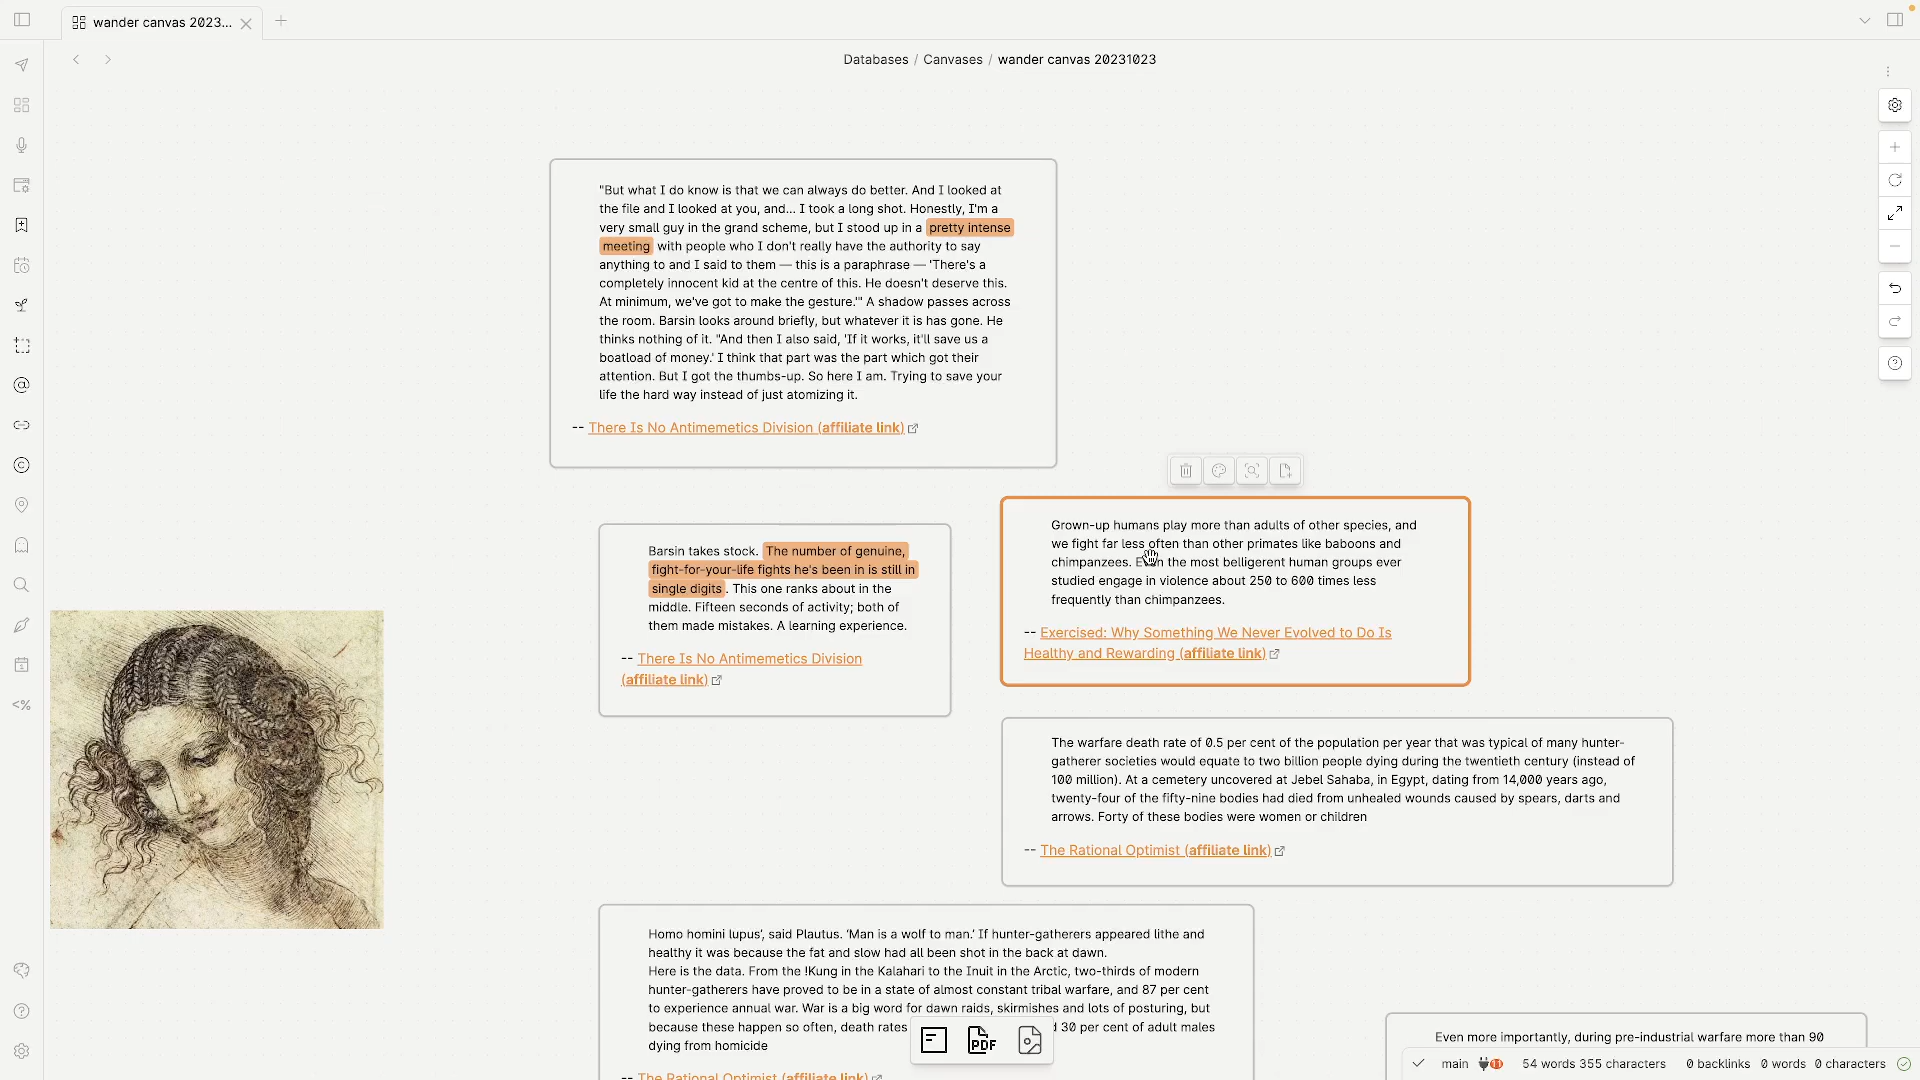 wander canvas 2023...
Databases / Canvases / wander canvas 20231023
"But what I do know is that we can always do better. And I looked at
the file and I looked at you, and... I took a long shot. Honestly, I'm a
very small guy in the grand scheme, but I stood up in a pretty intense
meeting with people who I don't really have the authority to say
anything to and I said to them — this is a paraphrase — 'There's a
completely innocent kid at the centre of this. He doesn't deserve this.
At minimum, we've got to make the gesture.'" A shadow passes across
the room. Barsin looks around briefly, but whatever it is has gone. He
thinks nothing of it. "And then I also said, 'If it works, it'll save us a
boatload of money.' I think that part was the part which got their
attention. But I got the thumbs-up. So here I am. Trying to save your
life the hard way instead of just atomizing it.
-- There Is No Antimemetics Division (affiliate link)
Barsin takes stock. The number of genuine,
fight-for-your-life fights he's been in is still in
single digits. This one ranks about in the
middle. Fifteen seconds of activity; both of
them made mistakes. A learning experience.
-- There Is No Antimemetics Division
(affiliate link)
Grown-up humans play more than adults of other species, and
we fight far less often than other primates like baboons and
chimpanzees. Even the most belligerent human groups ever
studied engage in violence about 250 to 600 times less
frequently than chimpanzees.
-- Exercised: Why Something We Never Evolved to Do Is
Healthy and Rewarding (affiliate link)
The warfare death rate of 0.5 per cent of the population per year that was typical of many hunter-
gatherer societies would equate to two billion people dying during the twentieth century (instead of
100 million). At a cemetery uncovered at Jebel Sahaba, in Egypt, dating from 14,000 years ago,
twenty-four of the fifty-nine bodies had died from unhealed wounds caused by spears, darts and
arrows. Forty of these bodies were women or children
-- The Rational Optimist (affiliate link)
Homo homini lupus', said Plautus. 'Man is a wolf to man.' If hunter-gatherers appeared lithe and
healthy it was because the fat and slow had all been shot in the back at dawn.
Here is the data. From the !Kung in the Kalahari to the Inuit in the Arctic, two-thirds of modern
hunter-gatherers have proved to be in a state of almost constant tribal warfare, and 87 per cent
to experience annual war. War is a big word for dawn raids, skirmishes and lots of posturing, but
because these happen so often, death rates 30 per cent of adult males
dying from homicide
-- The Rational Optimist (affiliate link)
PDF
Even more importantly, during pre-industrial warfare more than 90
main 54 words 355 characters 0 backlinks 0 words 0 characters